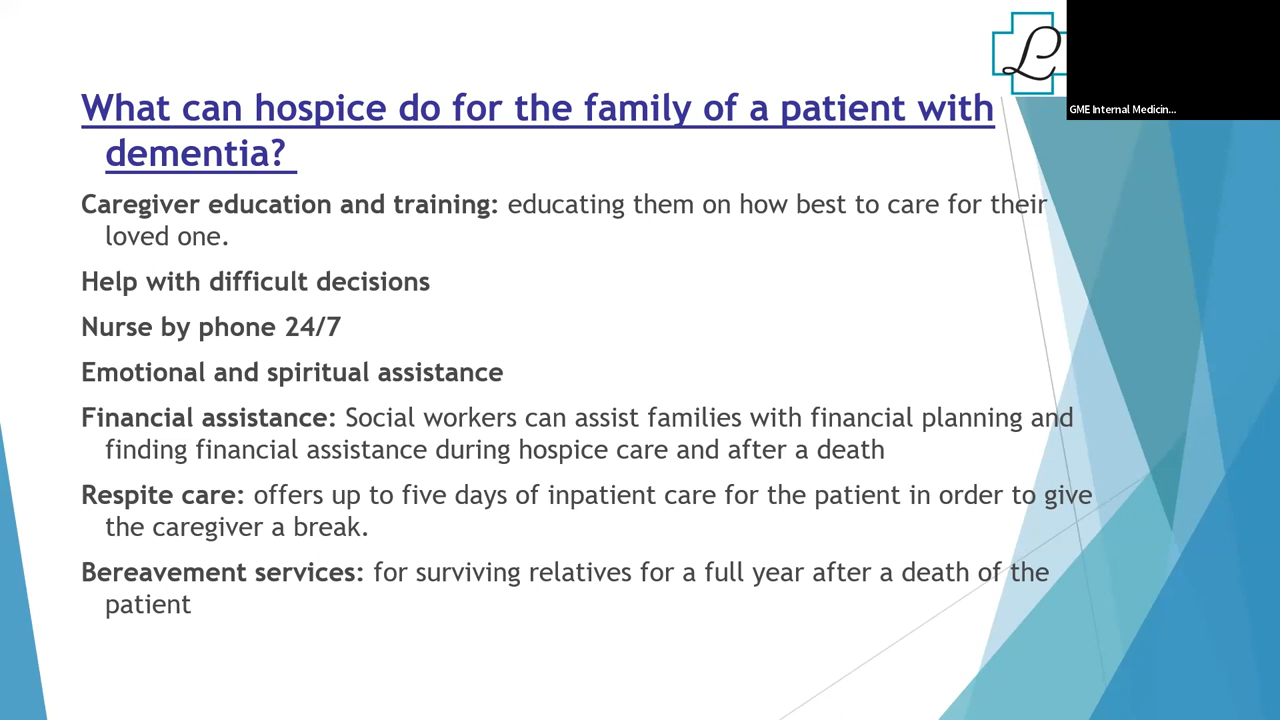 What can hospice do for the family of a patient with
dementia?
Caregiver education and training: educating them on how best to care for their
loved one.
Help with difficult decisions
Nurse by phone 24/7
Emotional and spiritual assistance
Financial assistance: Social workers can assist families with financial planning and
finding financial assistance during hospice care and after a death
Respite care: offers up to five days of inpatient care for the patient in order to give
the caregiver a break.
Bereavement services: for surviving relatives for a full year after a death of the
patient
L
GME Internal Medicin...